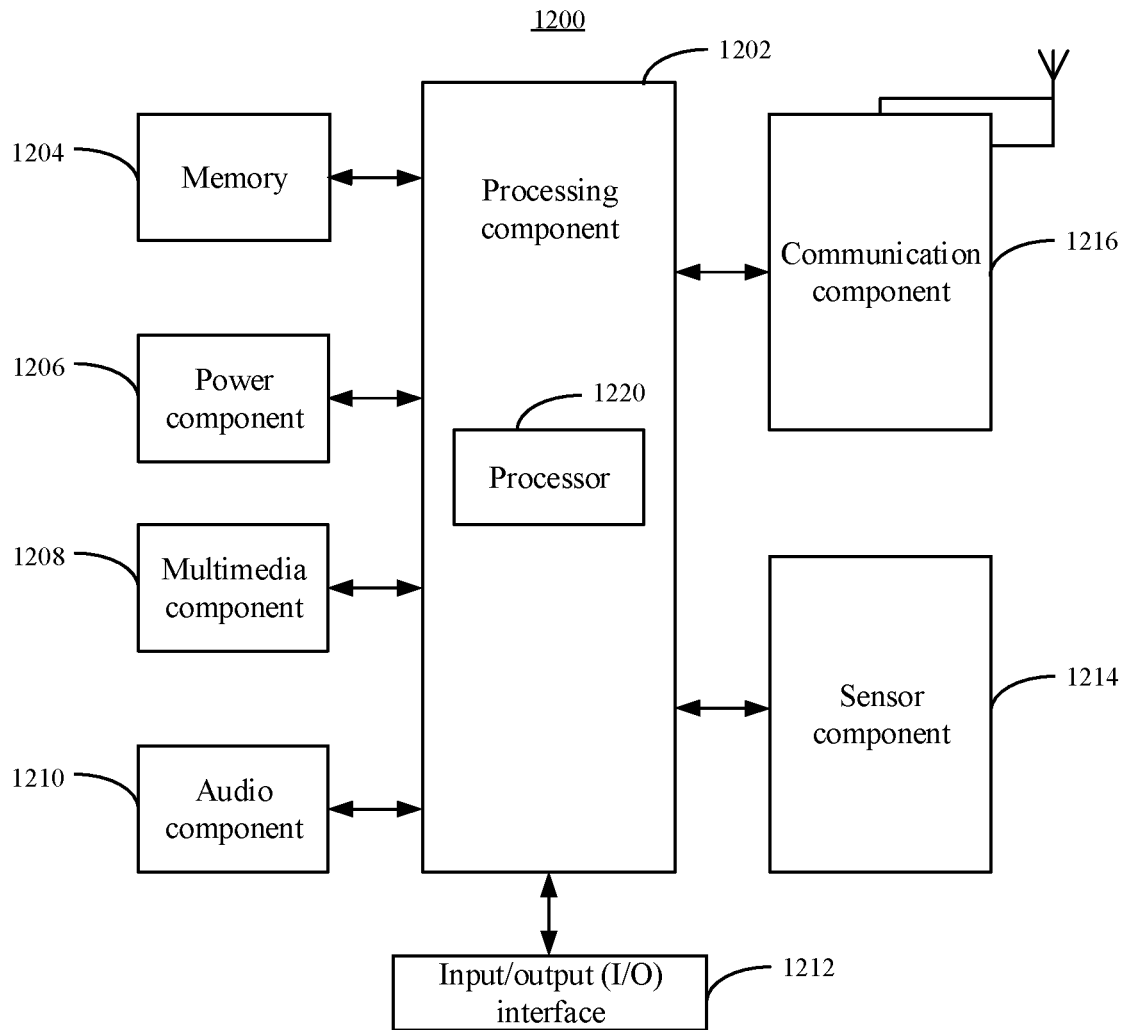 1200
1202
1204
Memory
Processing
component
Communication
component
1216
1206
Power
component
1220
Processor
1208
Multimedia
component
1214
Sensor
component
1210
Audio
component
Input/output (I/O)
interface
1212